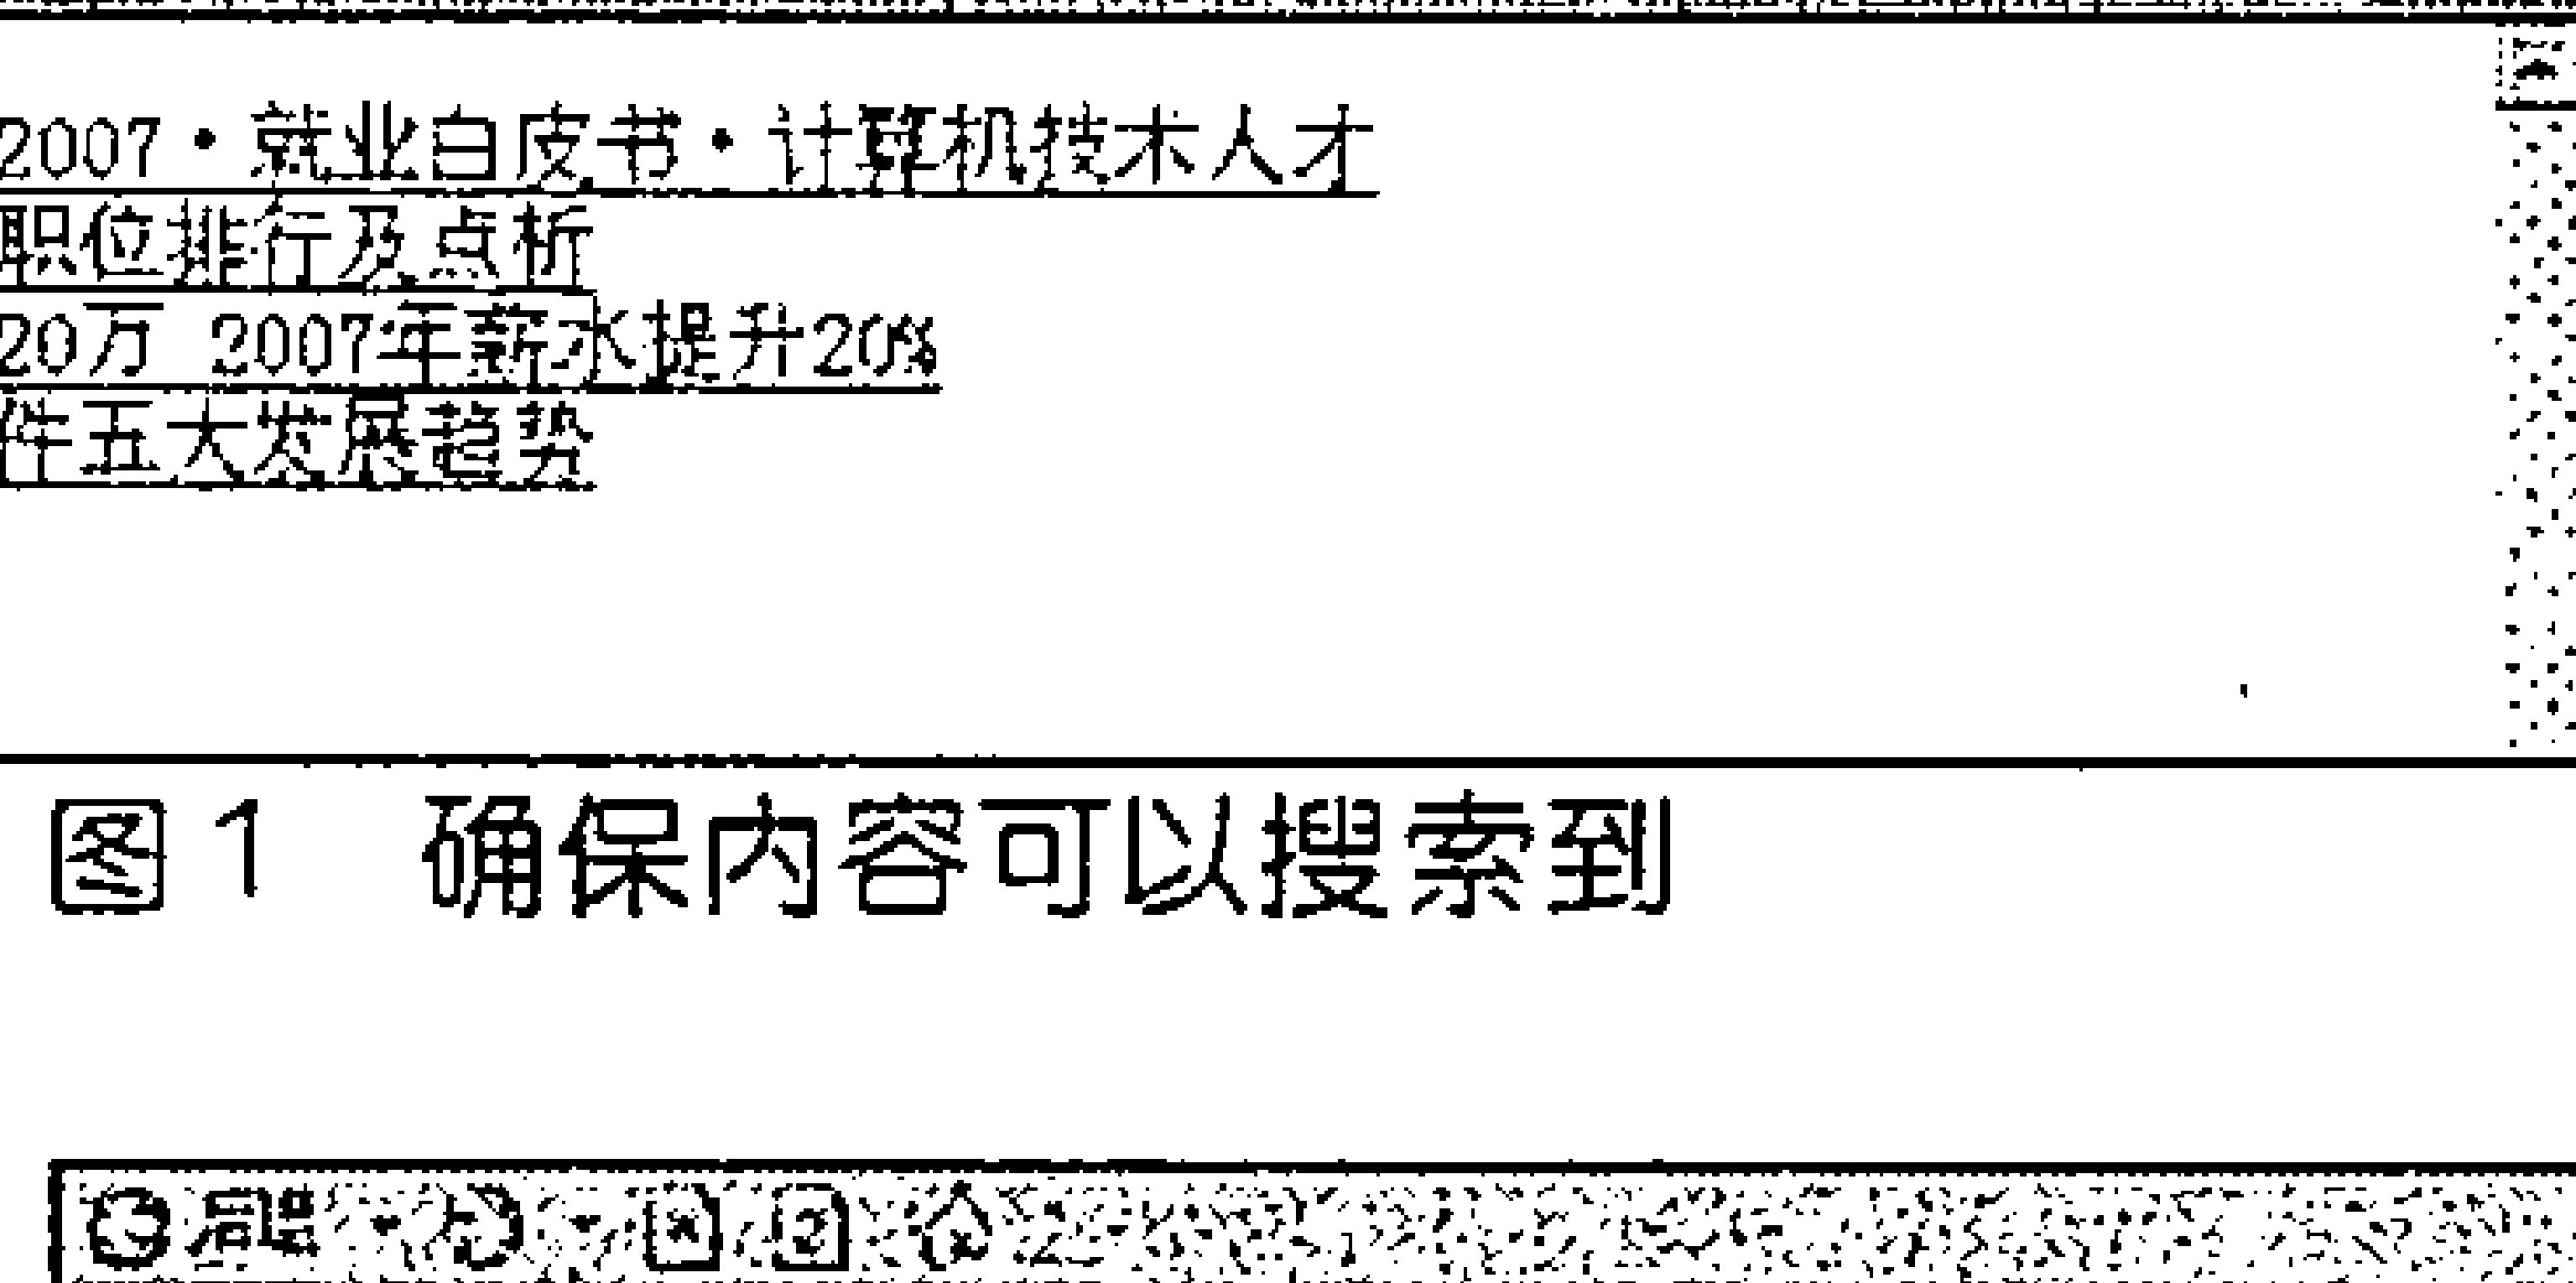 2007·就业白皮书·计算机技术人才
职位排行及点析
20万 2007年薪水提升20%
件五大发展趋势
图1 确保内容可以搜索到
后退